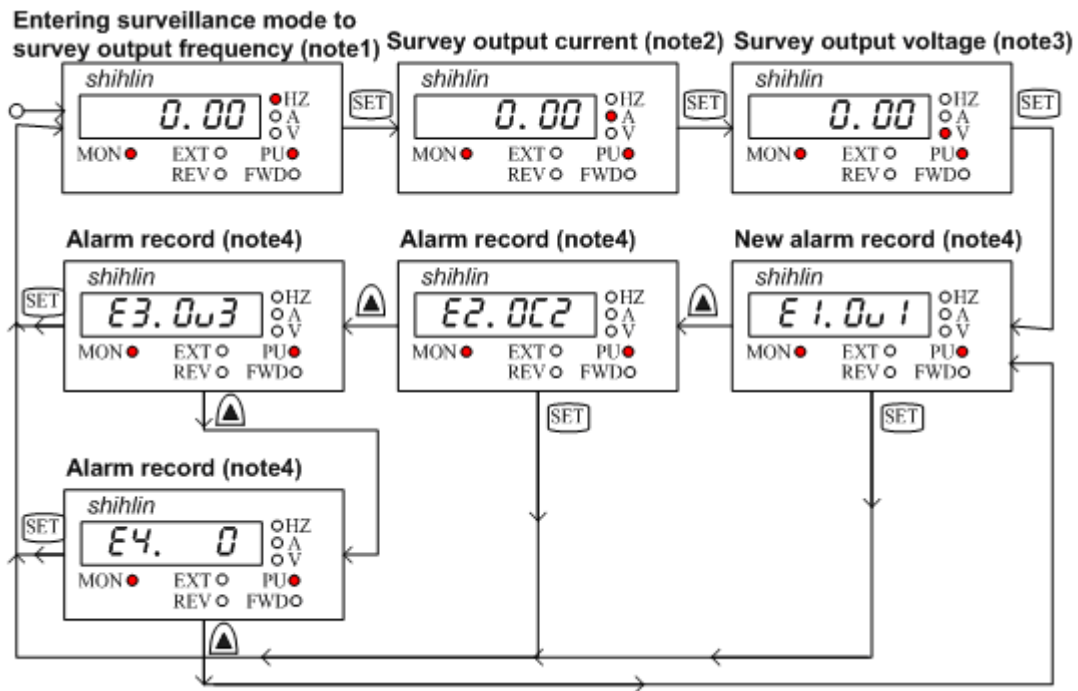 Entering surveillance mode to
survey output frequency (note1)
Survey output current (note2)
Survey output voltage (note3)
shihlin
0.00
HZ
A
V
MON EXT PU
REV FWD
SET
shihlin
0.00
HZ
A
V
MON EXT PU
REV FWD
SET
shihlin
0.00
HZ
A
V
MON EXT PU
REV FWD
SET
Alarm record (note4)
Alarm record (note4)
New alarm record (note4)
SET
shihlin
E3.0u3
HZ
A
V
MON EXT PU
REV FWD
shihlin
E2.0C2
HZ
A
V
MON EXT PU
REV FWD
SET
shihlin
E1.0u1
HZ
A
V
MON EXT PU
REV FWD
SET
Alarm record (note4)
SET
shihlin
E4. 0
HZ
A
V
MON EXT PU
REV FWD